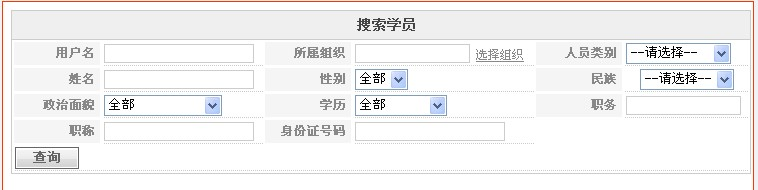 搜索学员
用户名 所属组织 选择组织 人员类别 --请选择--
姓名 性别 全部 民族 --请选择--
政治面貌 全部 学历 全部 职务
职称 身份证号码
查询